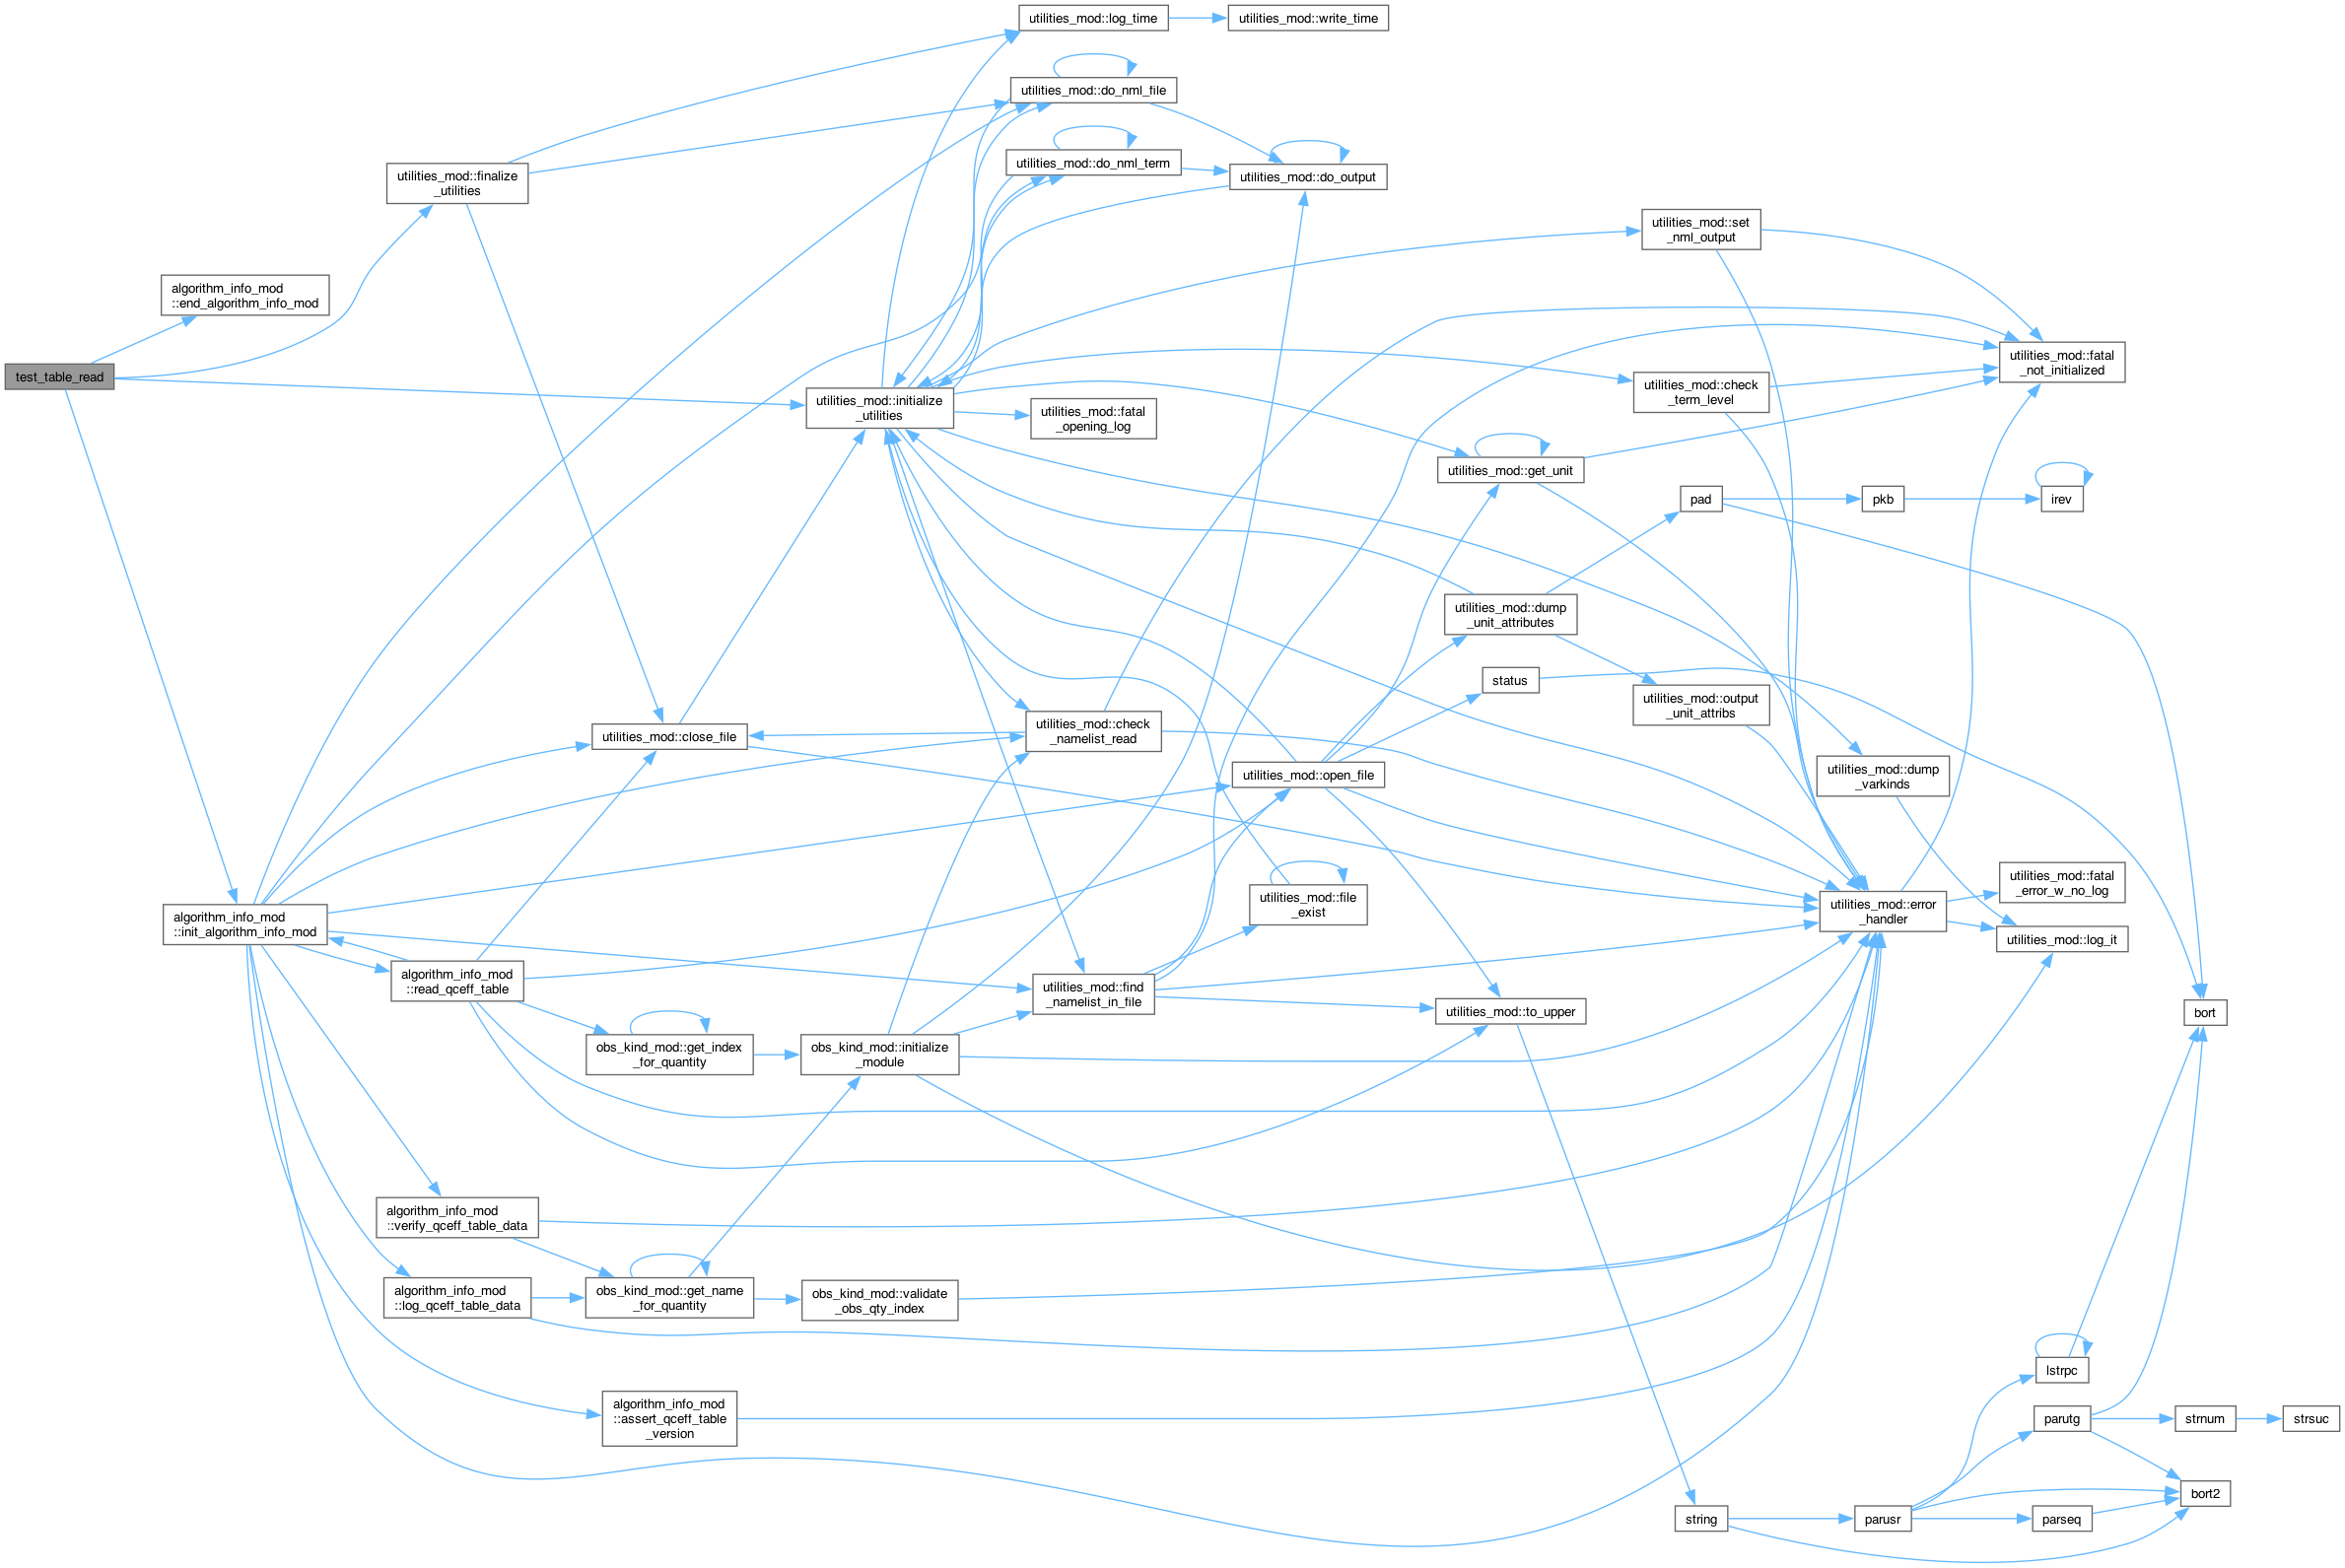 utilities_mod::log_time
utilities_mod::write_time
utilities_mod::do_nml_file
utilities_mod::do_nml_term
utilities_mod::do_output
utilities_mod::finalize
_utilities
utilities_mod::set
_nml_output
algorithm_info_mod
::end_algorithm_info_mod
utilities_mod::fatal
_not_initialized
test_table_read
utilities_mod::check
_term_level
utilities_mod::initialize
_utilities
utilities_mod::fatal
_opening_log
utilities_mod::get_unit
pad
pkb
irev
utilities_mod::dump
_unit_attributes
status
utilities_mod::output
_unit_attribs
utilities_mod::close_file
utilities_mod::check
_namelist_read
utilities_mod::open_file
utilities_mod::dump
_varkinds
utilities_mod::file
_exist
utilities_mod::fatal
_error_w_no_log
utilities_mod::error
_handler
algorithm_info_mod
::init_algorithm_info_mod
utilities_mod::log_it
algorithm_info_mod
::read_qceff_table
utilities_mod::find
_namelist_in_file
utilities_mod::to_upper
bort
obs_kind_mod::get_index
_for_quantity
obs_kind_mod::initialize
_module
algorithm_info_mod
::verify_qceff_table_data
algorithm_info_mod
::log_qceff_table_data
obs_kind_mod::get_name
_for_quantity
obs_kind_mod::validate
_obs_qty_index
lstrpc
algorithm_info_mod
::assert_qceff_table
_version
parutg
strnum
strsuc
bort2
string
parusr
parseq